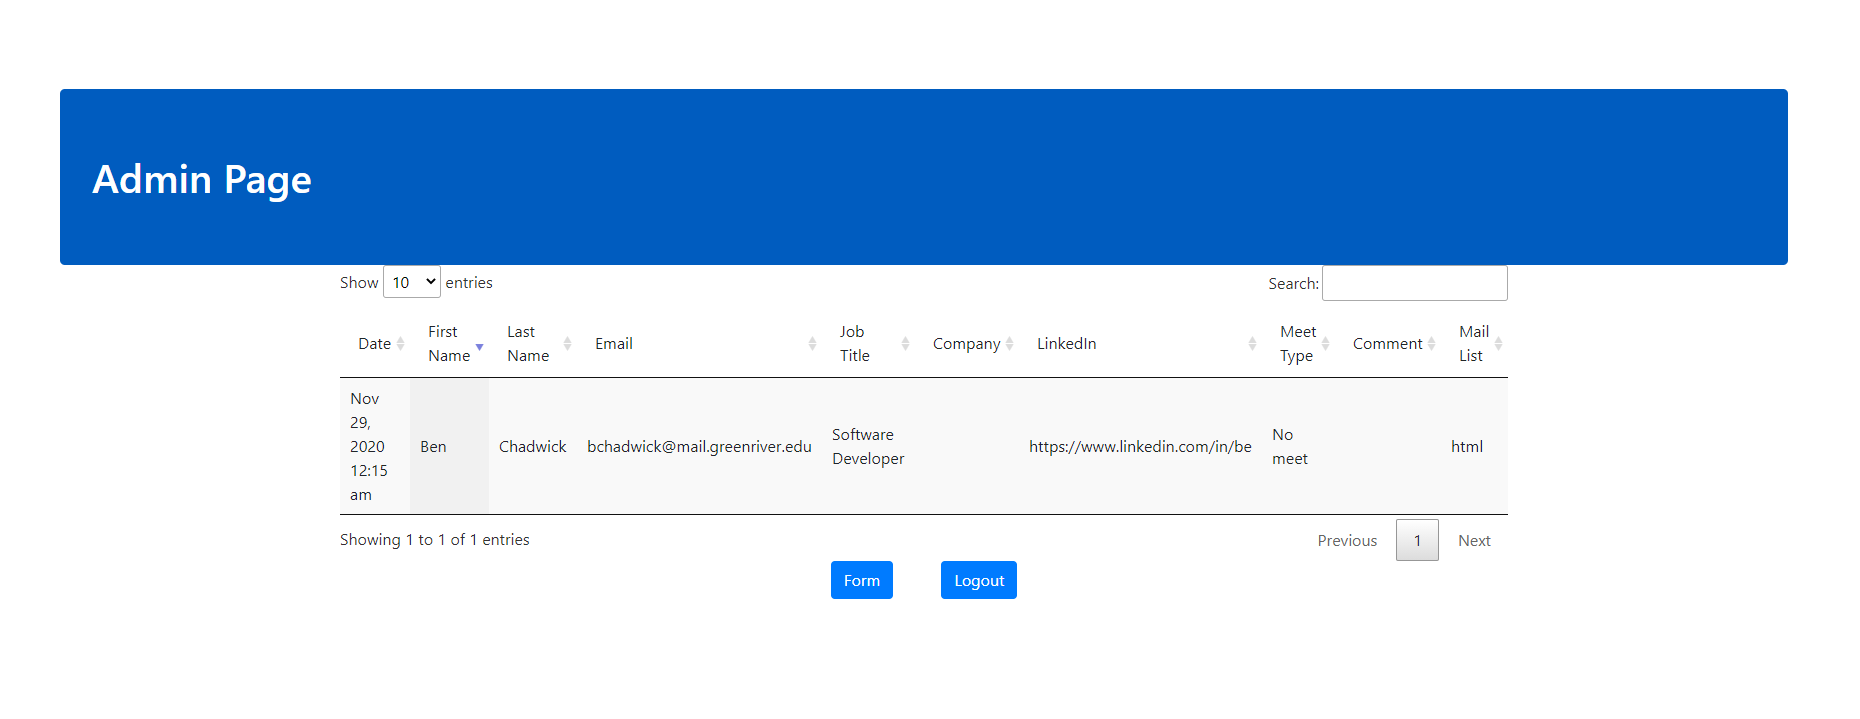 Admin Page
Show 10 entries
Search:
Date
First
Name
Last
Name
Email
Job
Title
Company
LinkedIn
Meet
Type
Comment
Mail
List
Nov
29,
2020
12:15
am
Ben
Chadwick
bchadwick@mail.greenriver.edu
Software
Developer
https://www.linkedin.com/in/be
No
meet
html
Showing 1 to 1 of 1 entries
Previous 1 Next
Form
Logout